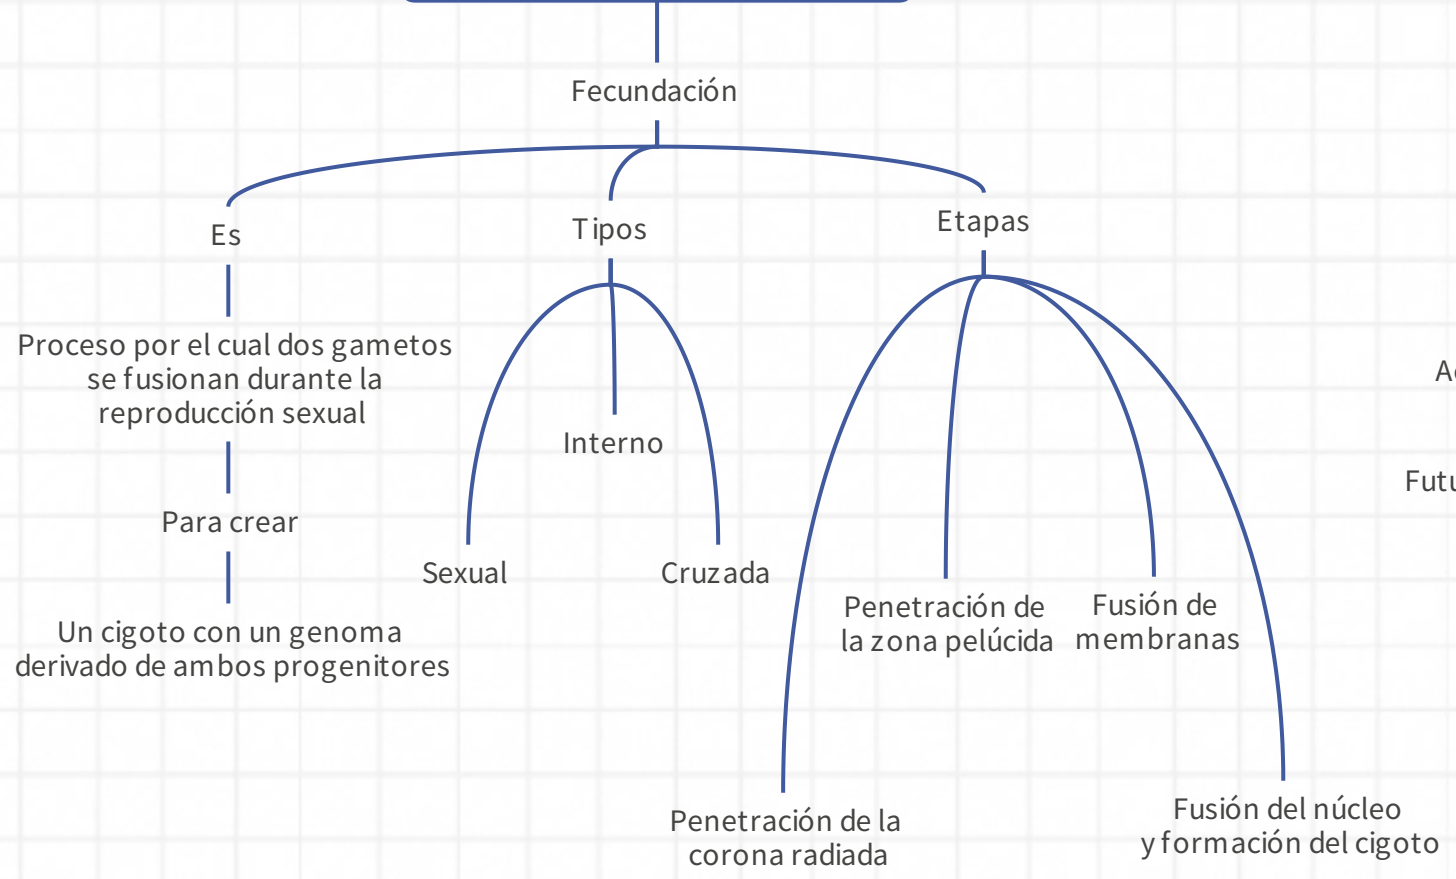 Fecundación
Es
Tipos
Etapas
Proceso por el cual dos gametos
se fusionan durante la
reproducción sexual
Para crear
Un cigoto con un genoma
derivado de ambos progenitores
Interno
Sexual
Cruzada
Penetración de
la zona pelúcida
Fusión de
membranas
Penetración de la
corona radiada
Fusión del núcleo
y formación del cigoto